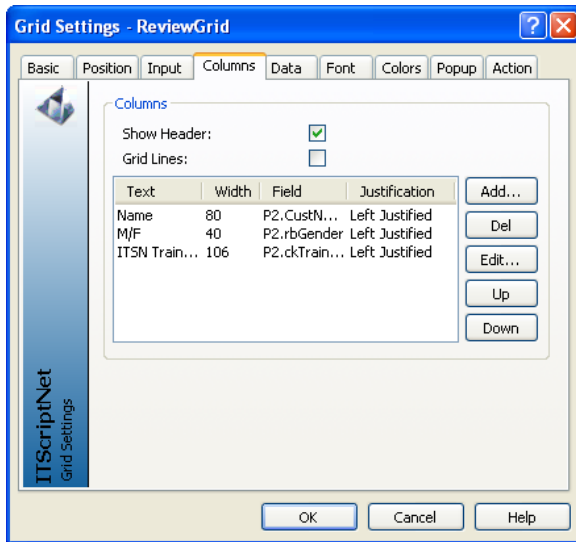 Grid Settings - ReviewGrid
Basic Position Input Columns Data Font Colors Popup Action
Columns
Show Header:
Grid Lines:
Text Width Field Justification
Name 80 P2.CustN... Left Justified
M/F 40 P2.rbGender Left Justified
ITSN Train... 106 P2.ckTrain... Left Justified
Add...
Del
Edit...
Up
Down
ITScriptNet
Grid Settings
OK Cancel Help